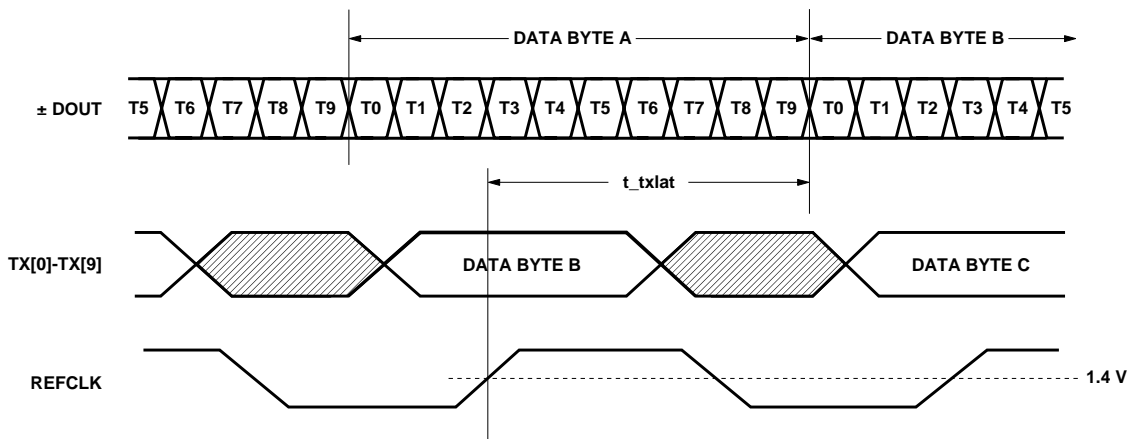 DATA BYTE A DATA BYTE B
± DOUT T5 T6 T7 T8 T9 T0 T1 T2 T3 T4 T5 T6 T7 T8 T9 T0 T1 T2 T3 T4 T5
t_txlat
TX[0]-TX[9] DATA BYTE B DATA BYTE C
REFCLK 1.4 V